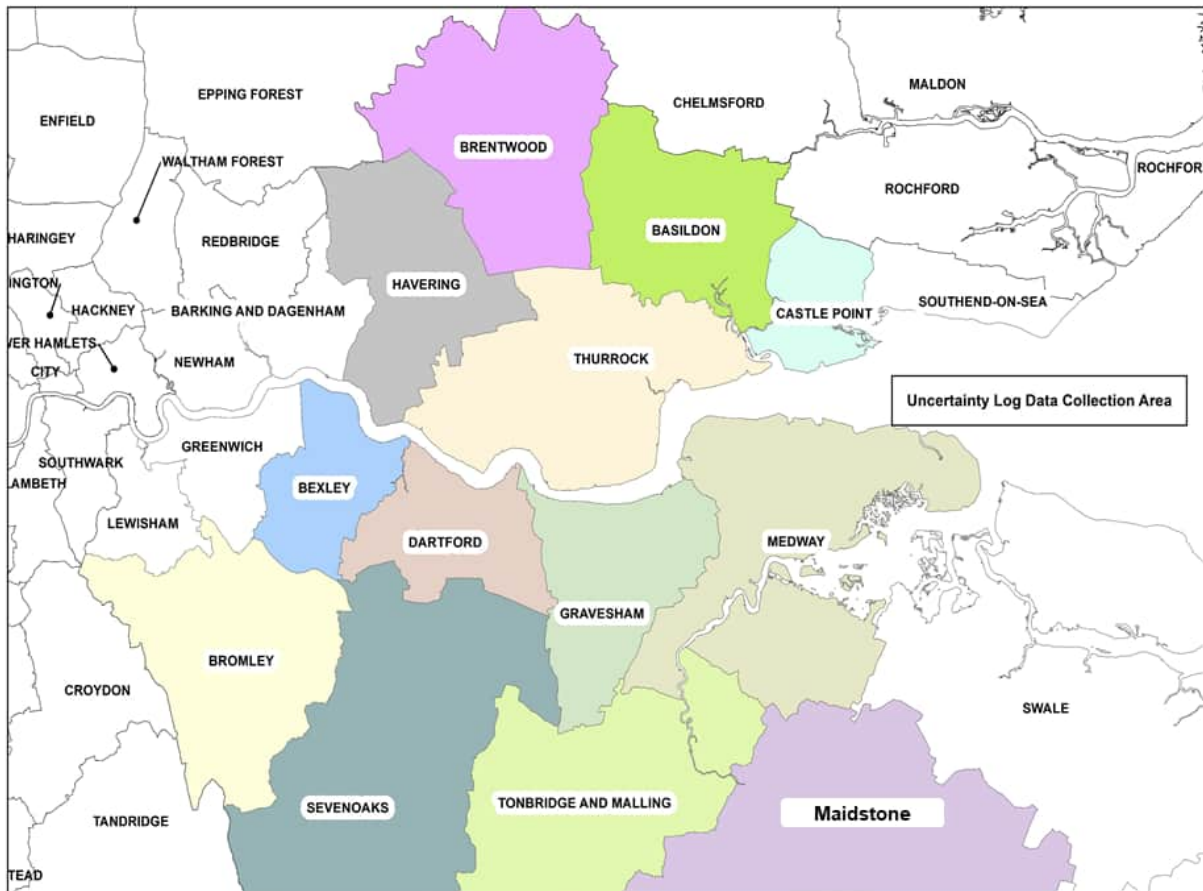 EPPING FOREST
ENFIELD
WALTHAM FOREST
HARINGEY
REDBRIDGE
INGTON
HACKNEY
BARKING AND DAGENHAM
WER HAMLETS
CITY
NEWHAM
BRENTWOOD
CHELMSFORD
MALDON
BASILDON
ROCHFORD
ROCHFOR
HAVERING
CASTLE POINT
SOUTHEND-ON-SEA
THURROCK
Uncertainty Log Data Collection Area
GREENWICH
SOUTHWARK
LAMBETH
LEWISHAM
BEXLEY
DARTFORD
MEDWAY
GRAVESHAM
BROMLEY
CROYDON
SWALE
SEVENOAKS
TONBRIDGE AND MALLING
Maidstone
TANDRIDGE
TEAD